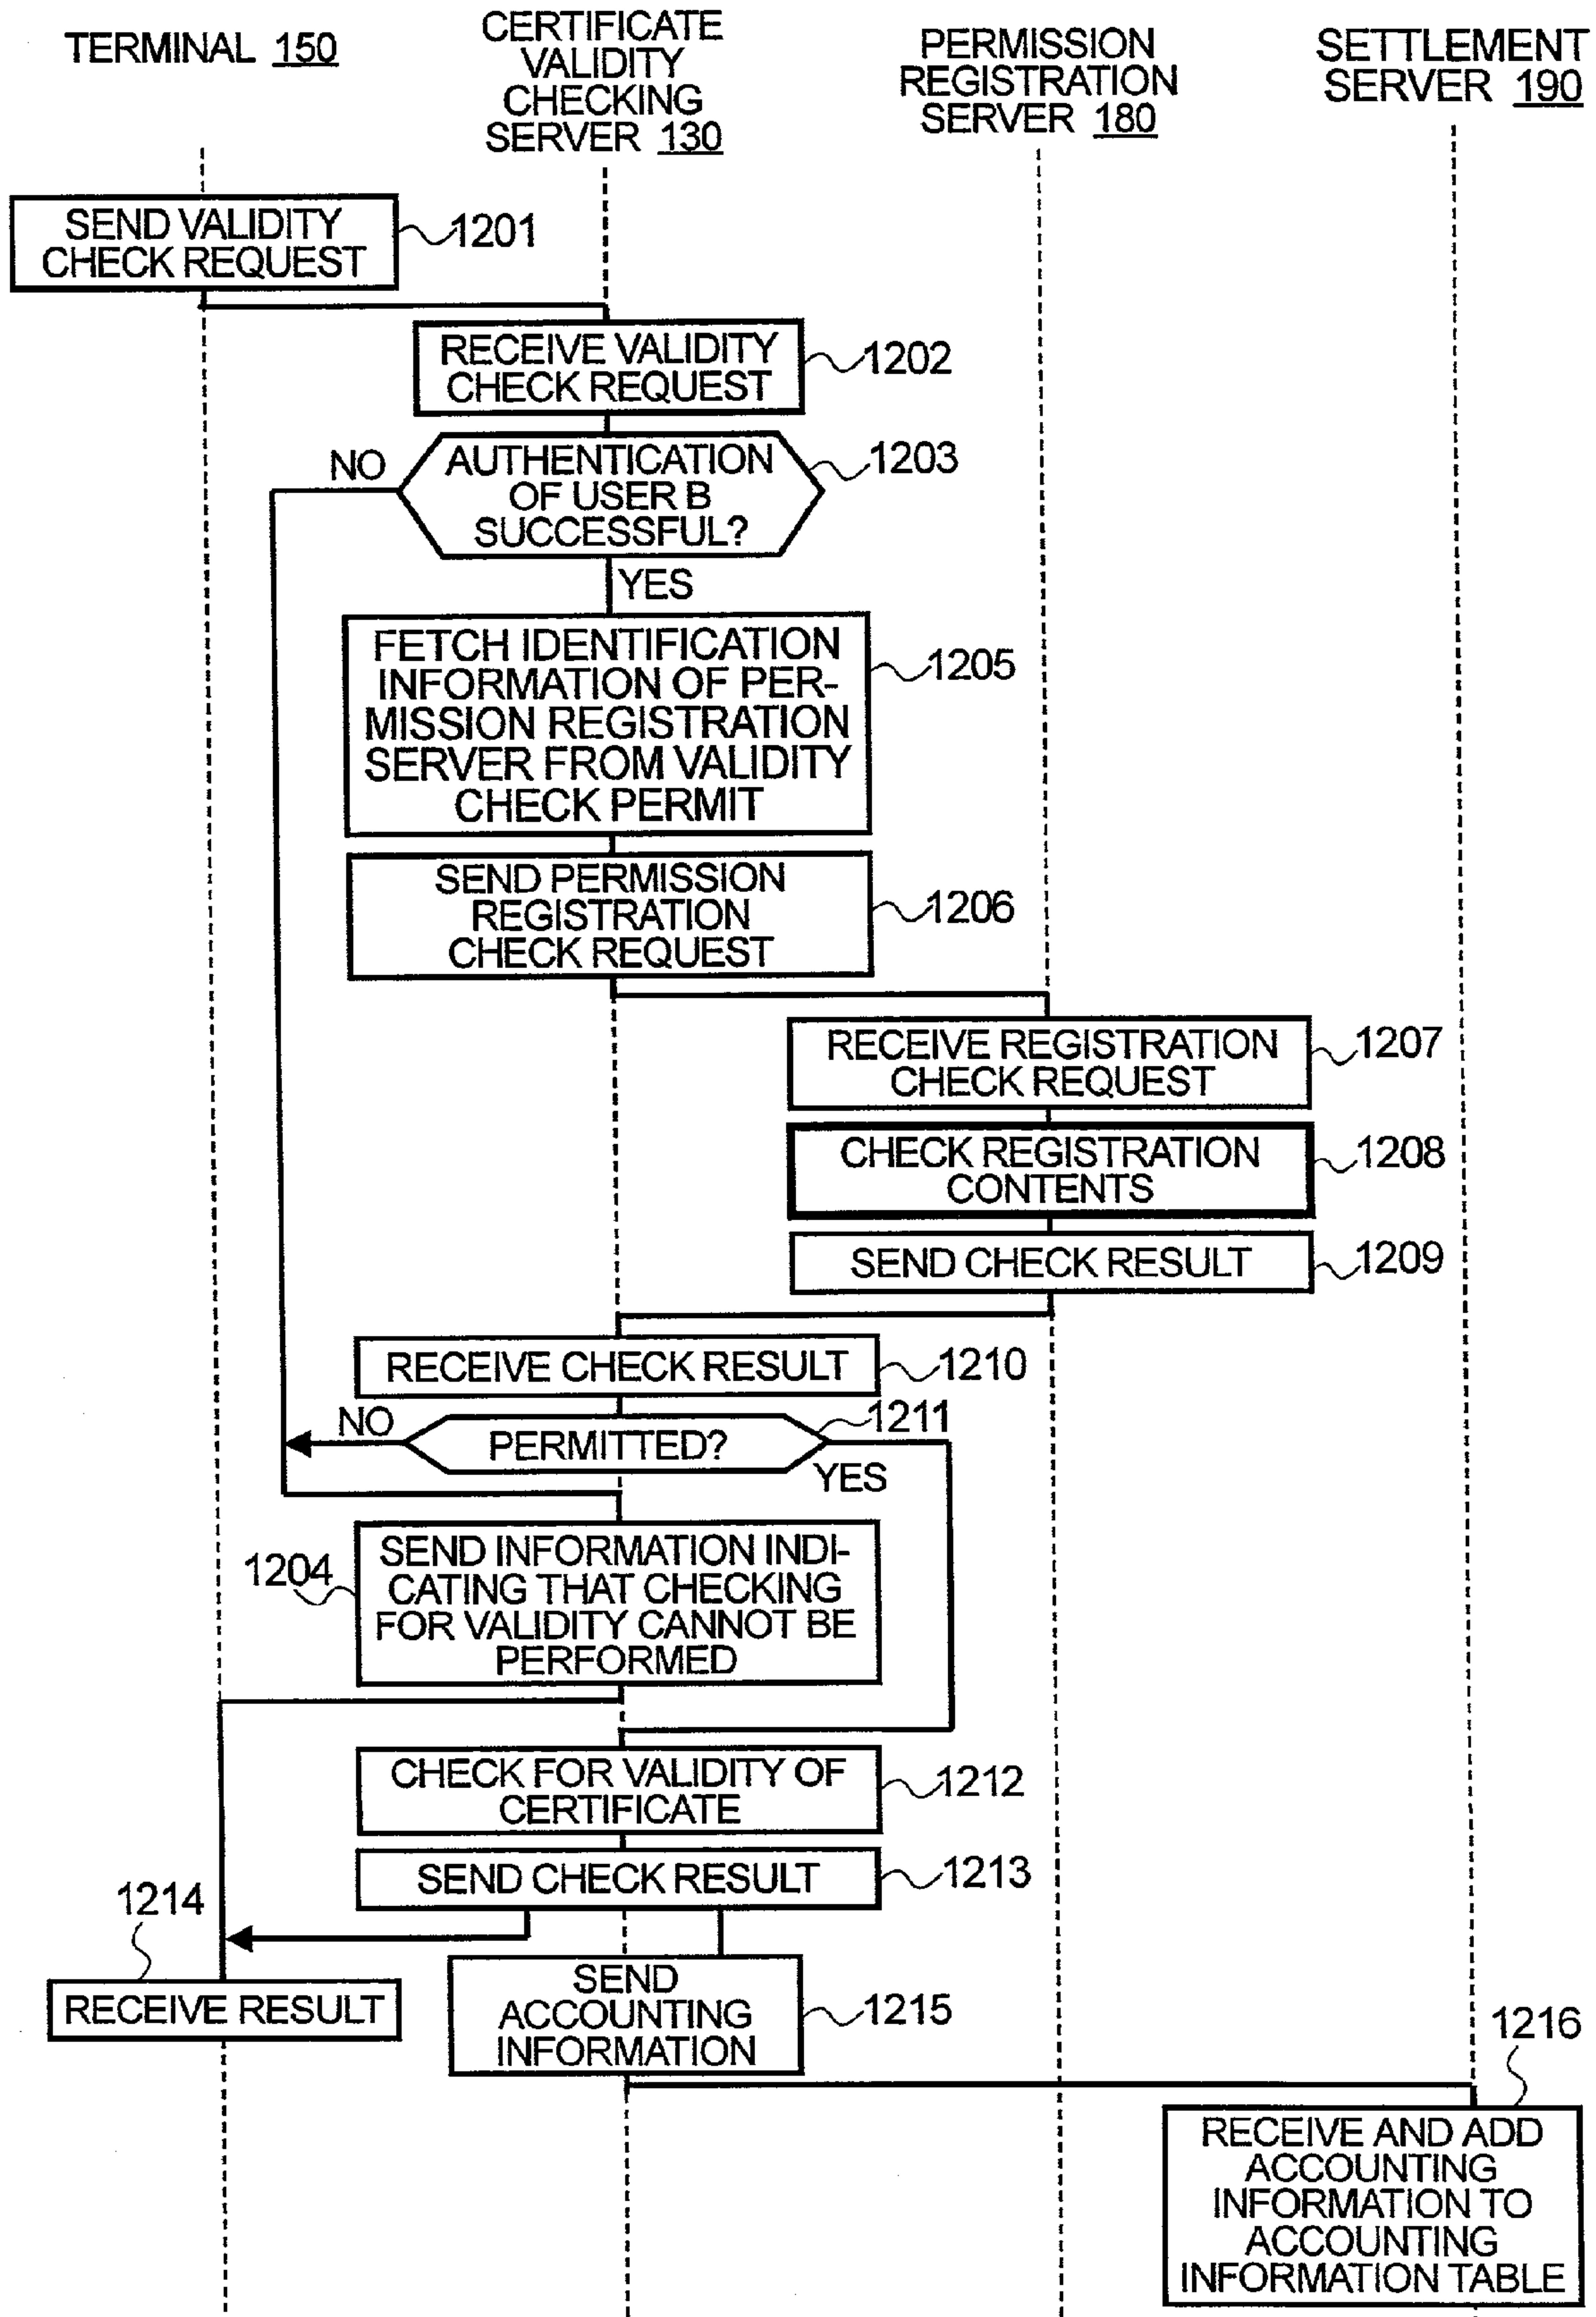 TERMINAL 150
CERTIFICATE
VALIDITY
CHECKING
SERVER 130
PERMISSION
REGISTRATION
SERVER 180
SETTLEMENT
SERVER 190
SEND VALIDITY
CHECK REQUEST
1201
RECEIVE VALIDITY
CHECK REQUEST
1202
NO
AUTHENTICATION
OF USER B
SUCCESSFUL?
1203
YES
FETCH IDENTIFICATION
INFORMATION OF PER-
MISSION REGISTRATION
SERVER FROM VALIDITY
CHECK PERMIT
1205
SEND PERMISSION
REGISTRATION
CHECK REQUEST
1206
RECEIVE REGISTRATION
CHECK REQUEST
1207
CHECK REGISTRATION
CONTENTS
1208
SEND CHECK RESULT
1209
RECEIVE CHECK RESULT
1210
NO
PERMITTED?
1211
YES
1204
SEND INFORMATION INDI-
CATING THAT CHECKING
FOR VALIDITY CANNOT BE
PERFORMED
CHECK FOR VALIDITY OF
CERTIFICATE
1212
SEND CHECK RESULT
1213
1214
RECEIVE RESULT
SEND
ACCOUNTING
INFORMATION
1215
1216
RECEIVE AND ADD
ACCOUNTING
INFORMATION TO
ACCOUNTING
INFORMATION TABLE